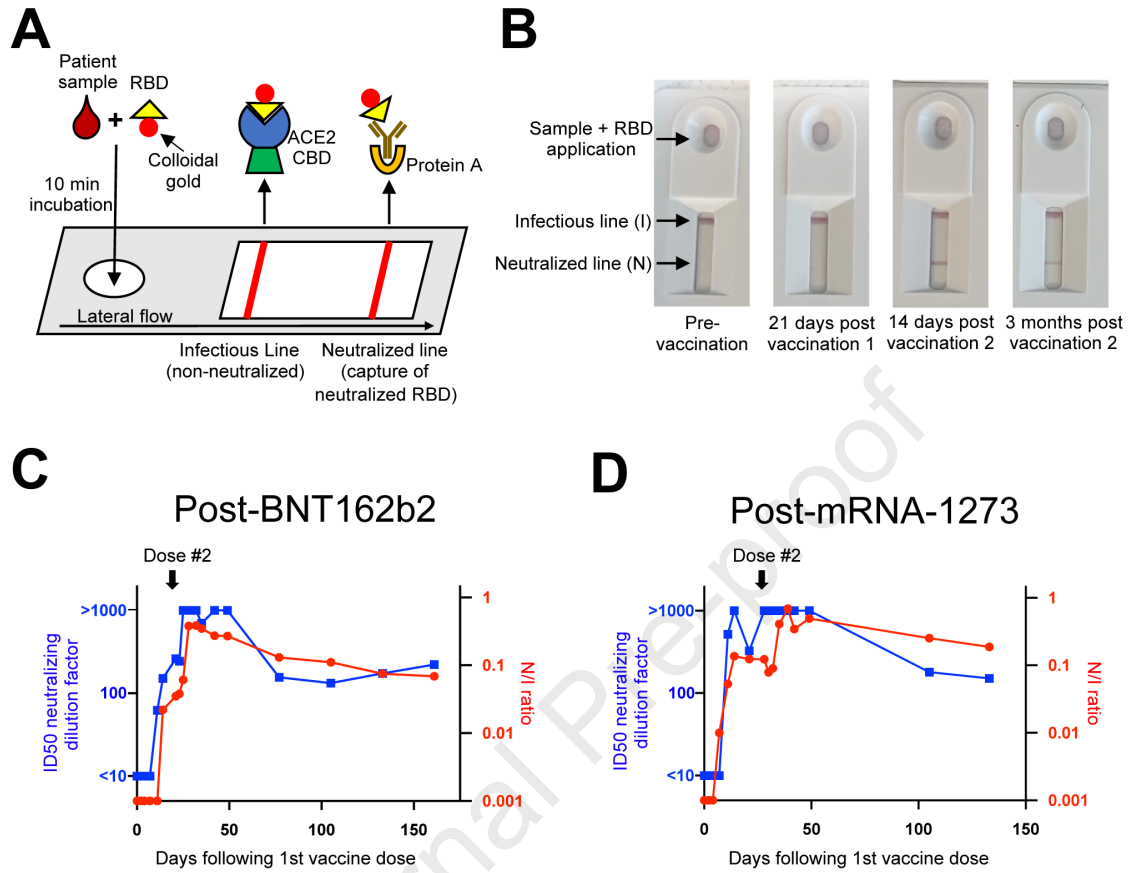 A
Patient
sample
RBD
+
Colloidal
gold
10 min
incubation
ACE2
CBD
Protein A
Lateral flow
Infectious Line
(non-neutralized)
Neutralized line
(capture of
neutralized RBD)
B
Sample + RBD
application
Infectious line (I)
Neutralized line (N)
Pre-
vaccination
21 days post
vaccination 1
14 days post
vaccination 2
3 months post
vaccination 2
C
Post-BNT162b2
Dose #2
ID50 neutralizing
dilution factor
>1000
100
<10
N/I ratio
1
0.1
0.01
0.001
0
50
100
150
Days following 1st vaccine dose
D
Post-mRNA-1273
Dose #2
ID50 neutralizing
dilution factor
>1000
100
<10
N/I ratio
1
0.1
0.01
0.001
0
50
100
150
Days following 1st vaccine dose
nal Pre-proof